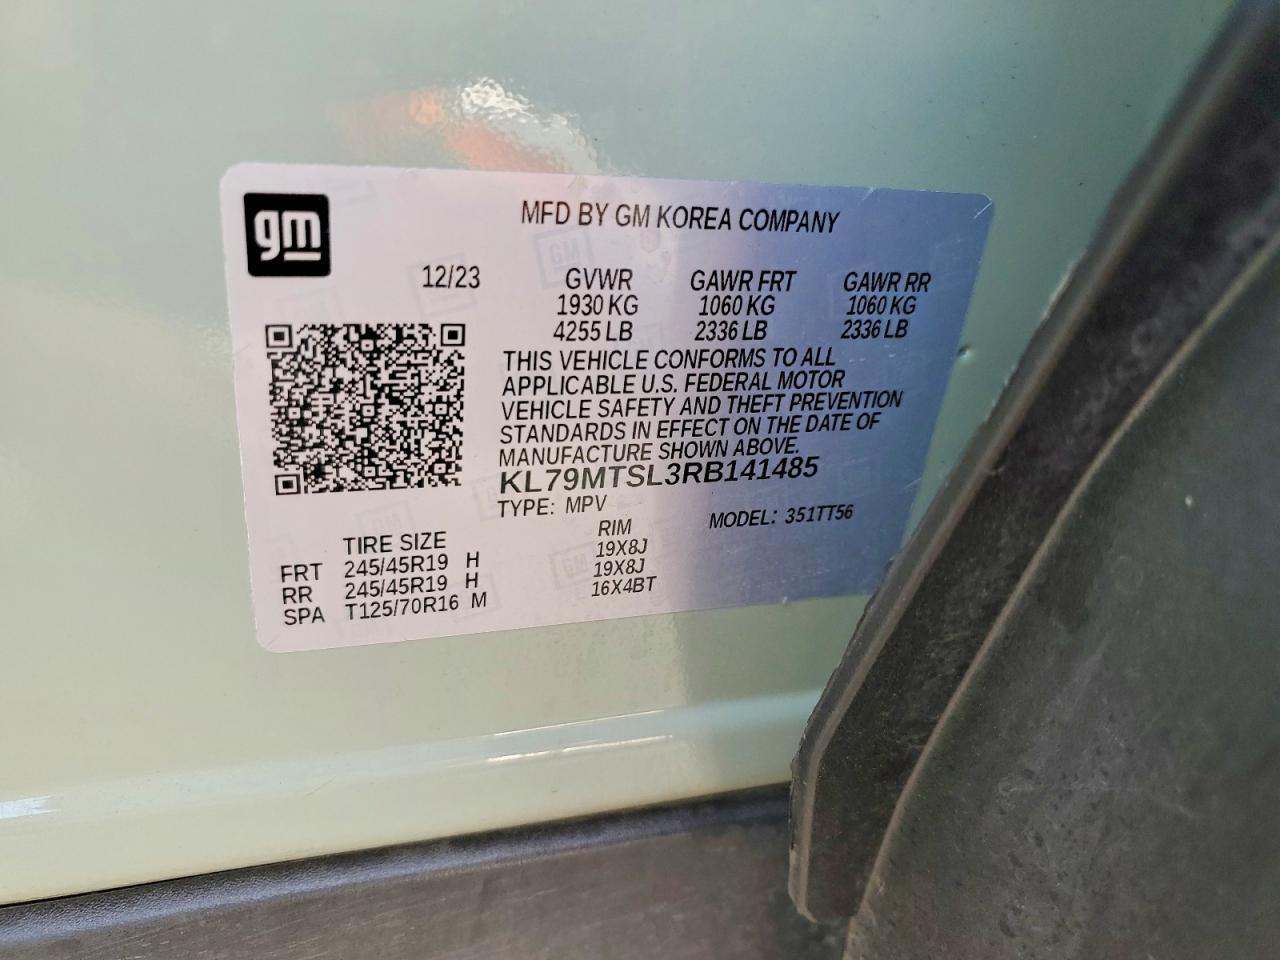 gm
MFD BY GM KOREA COMPANY
12/23 GVWR GAWR FRT GAWR RR
1930 KG 1060 KG 1060 KG
4255 LB 2336 LB 2336 LB
THIS VEHICLE CONFORMS TO ALL
APPLICABLE U.S. FEDERAL MOTOR
VEHICLE SAFETY AND THEFT PREVENTION
STANDARDS IN EFFECT ON THE DATE OF
MANUFACTURE SHOWN ABOVE.
KL79MTSL3RB141485
TYPE: MPV MODEL: 351TT56
TIRE SIZE RIM
FRT 245/45R19 H 19X8J
RR 245/45R19 H 19X8J
SPA T125/70R16 M 16X4BT